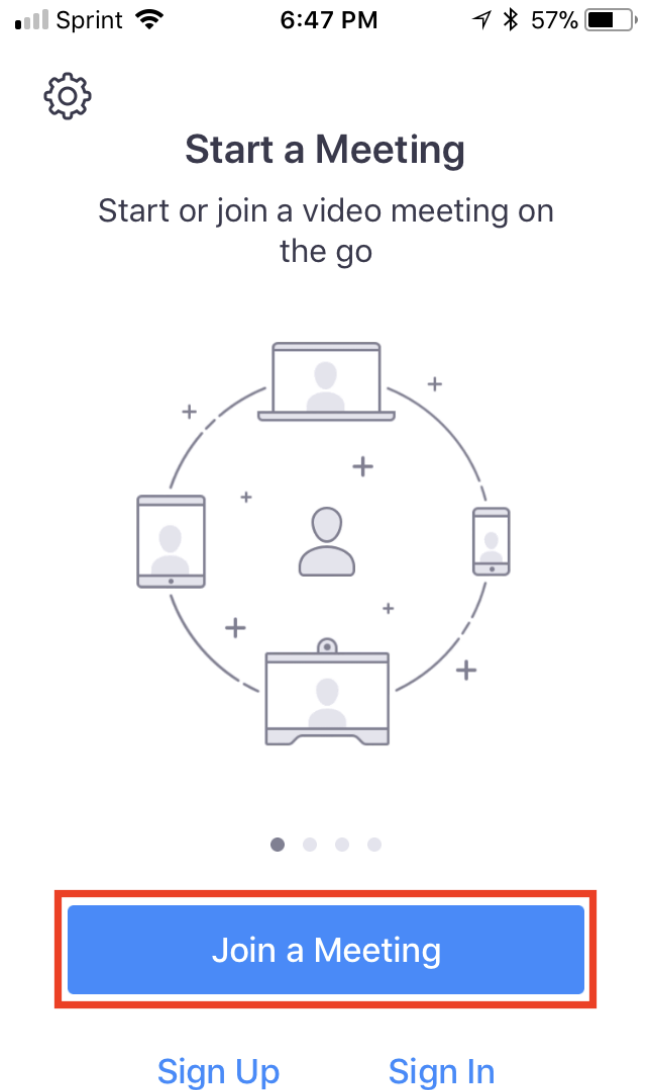 Sprint 6:47 PM 57%
Start a Meeting
Start or join a video meeting on
the go
Join a Meeting
Sign Up Sign In